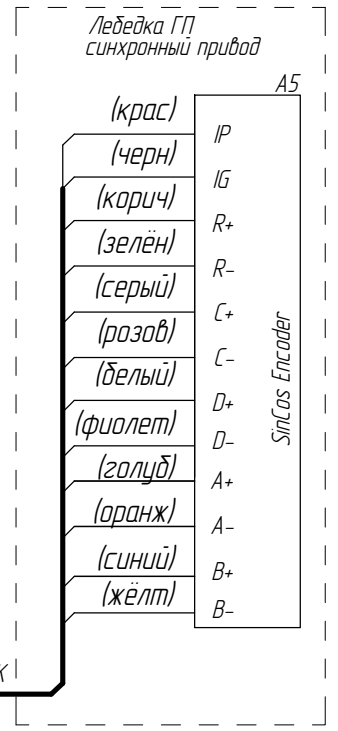 Лебедка ГП
синхронный привод
A5
(крас)
IP
(черн)
IG
(корич)
R+
(зелён)
R-
(серый)
C+
(розов)
C-
(белый)
D+
(фиолет)
D-
(голуб)
A+
(оранж)
A-
(синий)
B+
(жёлт)
B-
SinCos Encoder